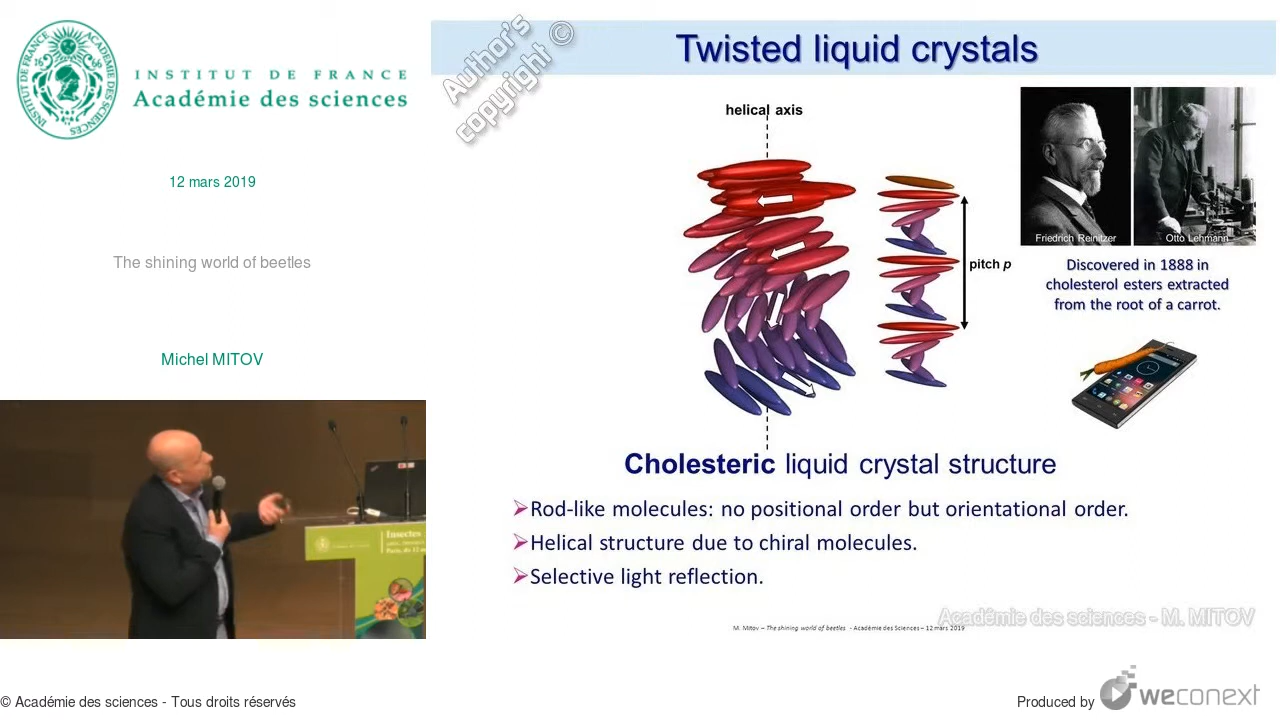 INSTITUT DE FRANCE
Académie des sciences
12 mars 2019
The shining world of beetles
Michel MITOV
Insectes
Author's
copyright ©
Twisted liquid crystals
helical axis
pitch p
Friedrich Reinitzer
Otto Lehmann
Discovered in 1888 in
cholesterol esters extracted
from the root of a carrot.
Cholesteric liquid crystal structure
Rod-like molecules: no positional order but orientational order.
Helical structure due to chiral molecules.
Selective light reflection.
Académie des sciences - M. MITOV
M. Mitov – The shining world of beetles - Académie des Sciences – 12 mars 2019
© Académie des sciences - Tous droits réservés
Produced by weconext